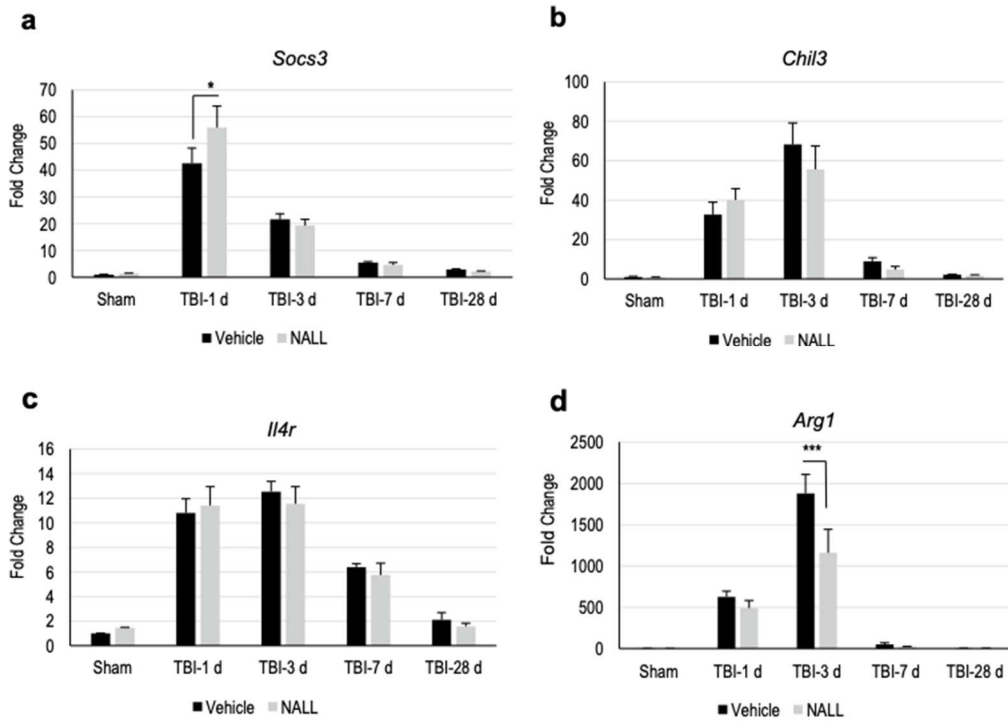 a
Socs3
Fold Change
70
60
50
40
30
20
10
0
*
Sham TBI-1 d TBI-3 d TBI-7 d TBI-28 d
Vehicle NALL
b
Chil3
Fold Change
100
80
60
40
20
0
Sham TBI-1 d TBI-3 d TBI-7 d TBI-28 d
Vehicle NALL
c
Il4r
Fold Change
16
14
12
10
8
6
4
2
0
Sham TBI-1 d TBI-3 d TBI-7 d TBI-28 d
Vehicle NALL
d
Arg1
Fold Change
2500
2000
1500
1000
500
0
***
Sham TBI-1 d TBI-3 d TBI-7 d TBI-28 d
Vehicle NALL